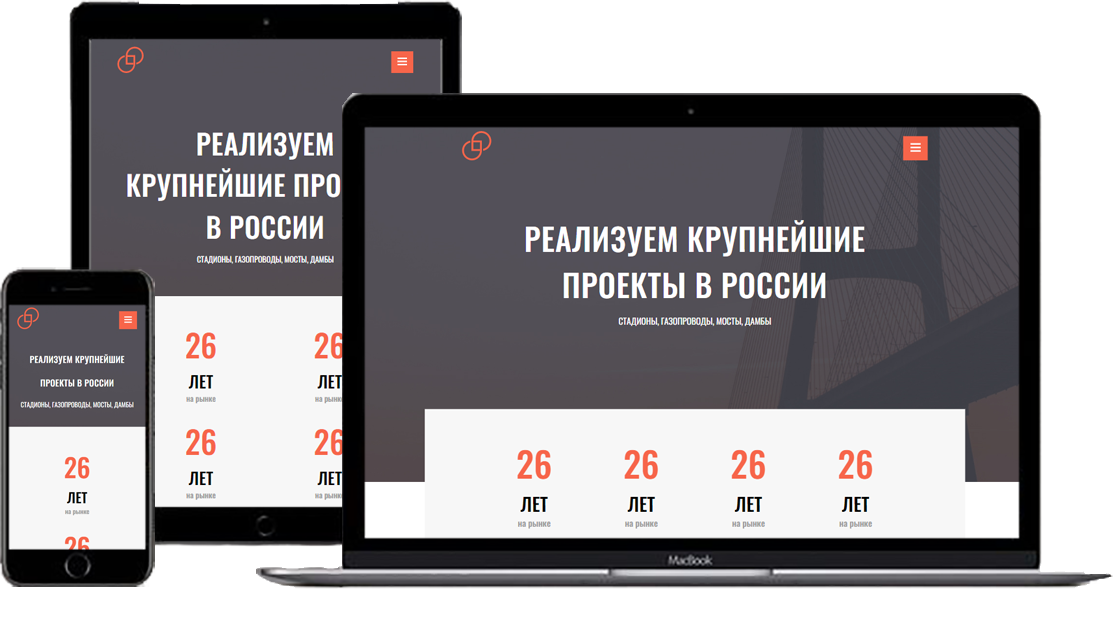 РЕАЛИЗУЕМ
КРУПНЕЙШИЕ ПРО
В РОССИИ
СТАДИОНЫ, ГАЗОПРОВОДЫ, МОСТЫ, ДАМБЫ
26 26
ЛЕТ ЛЕТ
на рынке на рынк
26 26
ЛЕТ ЛЕТ
на рынке на рынк
РЕАЛИЗУЕМ КРУПНЕЙШИЕ
ПРОЕКТЫ В РОССИИ
СТАДИОНЫ, ГАЗОПРОВОДЫ, МОСТЫ, ДАМБЫ
26 26 26 26
ЛЕТ ЛЕТ ЛЕТ ЛЕТ
на рынке на рынке на рынке на рынке
MacBook
РЕАЛИЗУЕМ КРУПНЕЙШИЕ
ПРОЕКТЫ В РОССИИ
СТАДИОНЫ, ГАЗОПРОВОДЫ, МОСТЫ, ДАМБЫ
26
ЛЕТ
на рынке
26